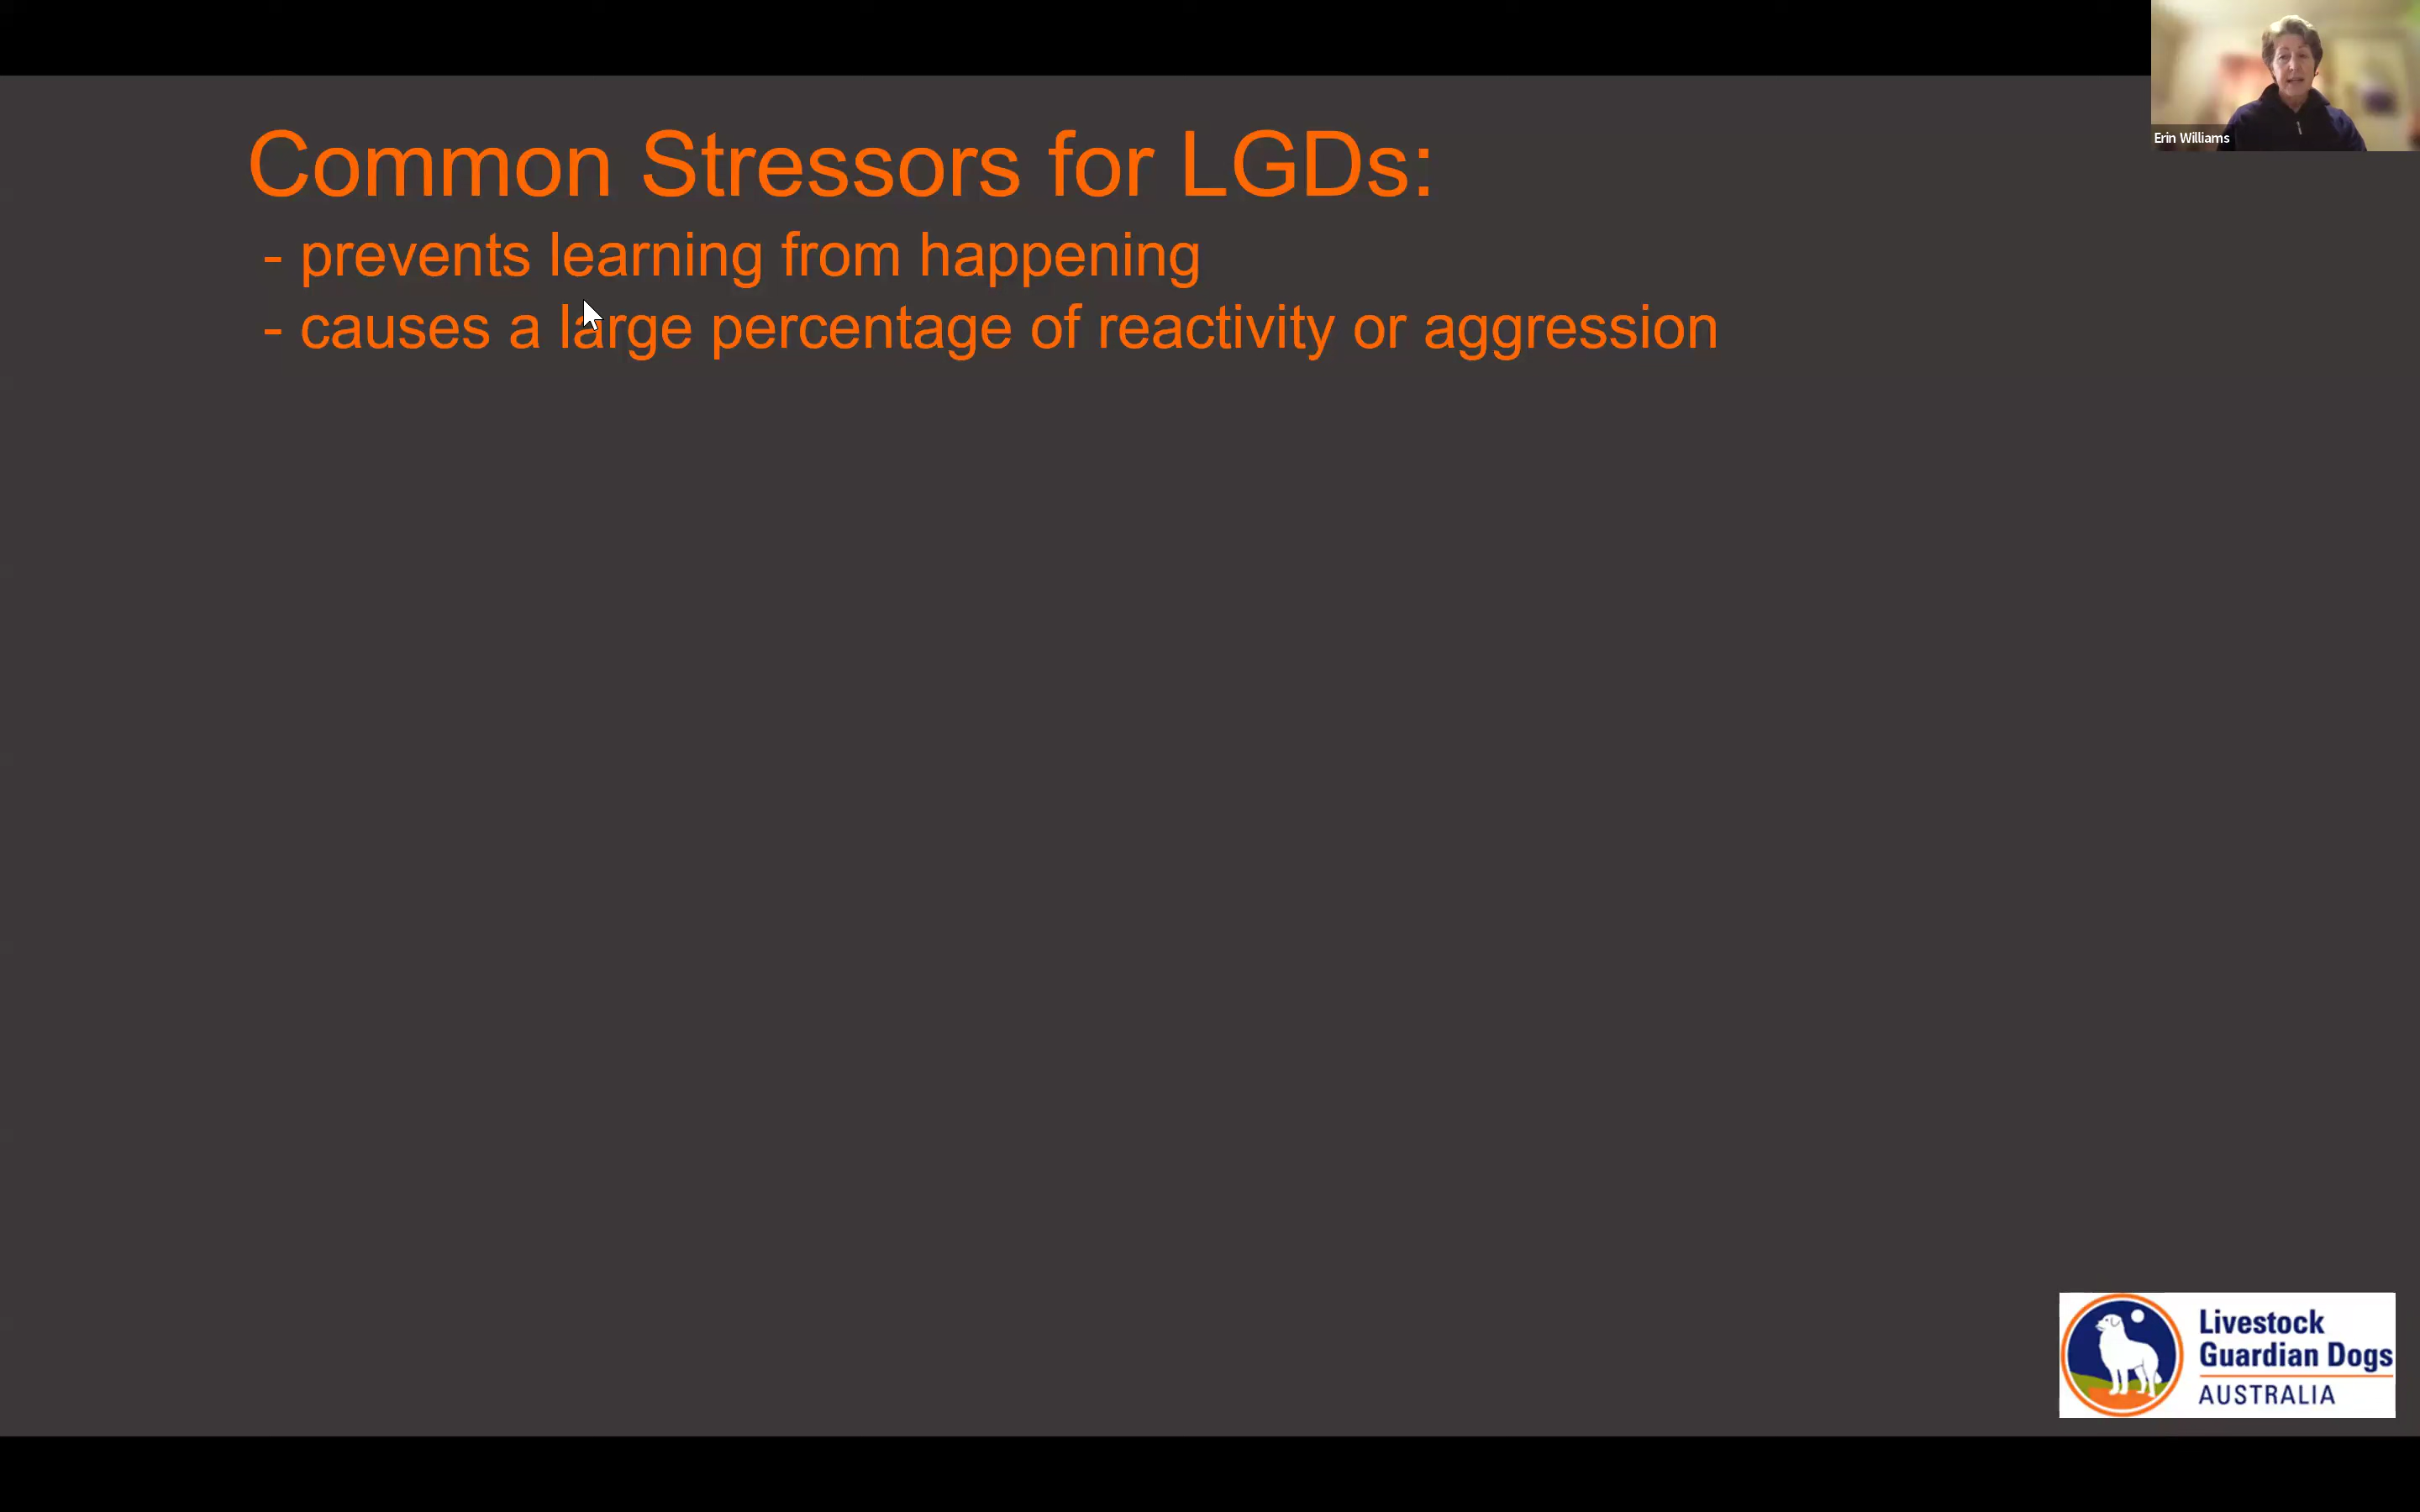 Common Stressors for LGDs:
- prevents learning from happening
- causes a large percentage of reactivity or aggression
Erin Williams
Livestock
Guardian Dogs
AUSTRALIA